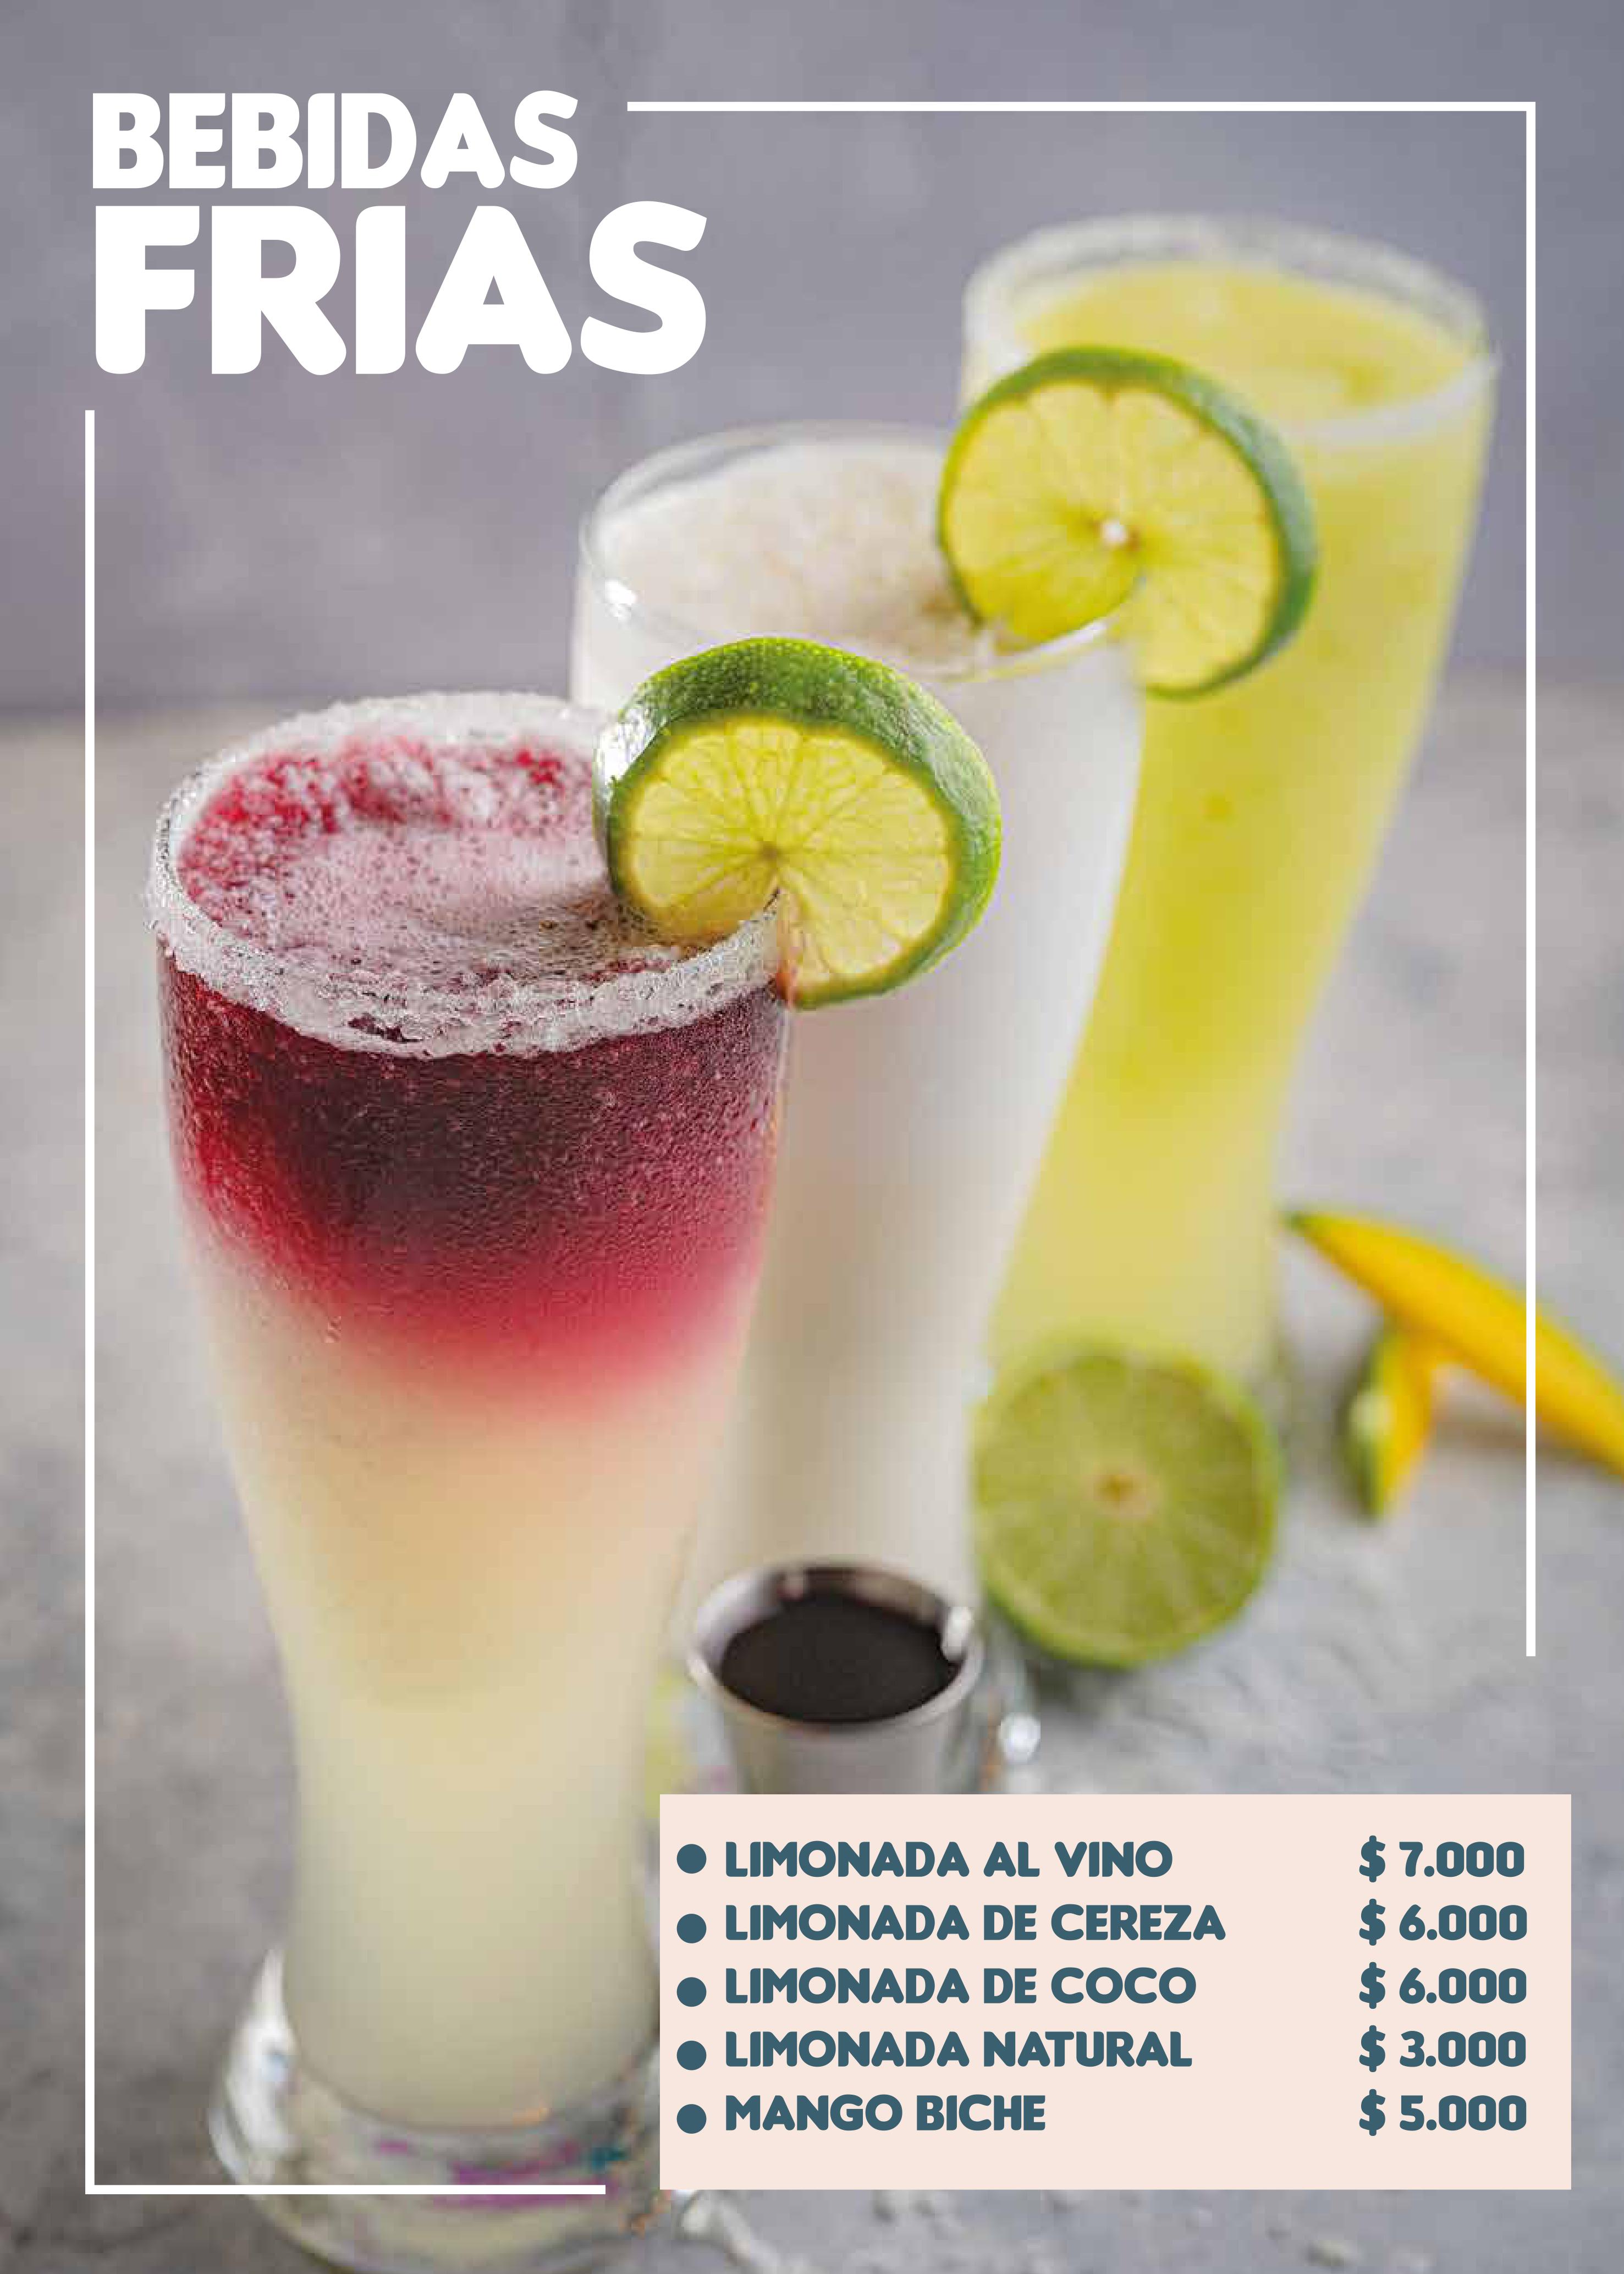 BEBIDAS
FRIAS
LIMONADA AL VINO $ 7.000
LIMONADA DE CEREZA $ 6.000
LIMONADA DE COCO $ 6.000
LIMONADA NATURAL $ 3.000
MANGO BICHE $ 5.000